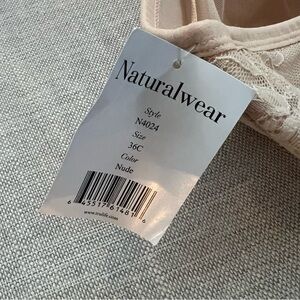 Naturalwear
Style
N4024
Size
36C
Color
Nude